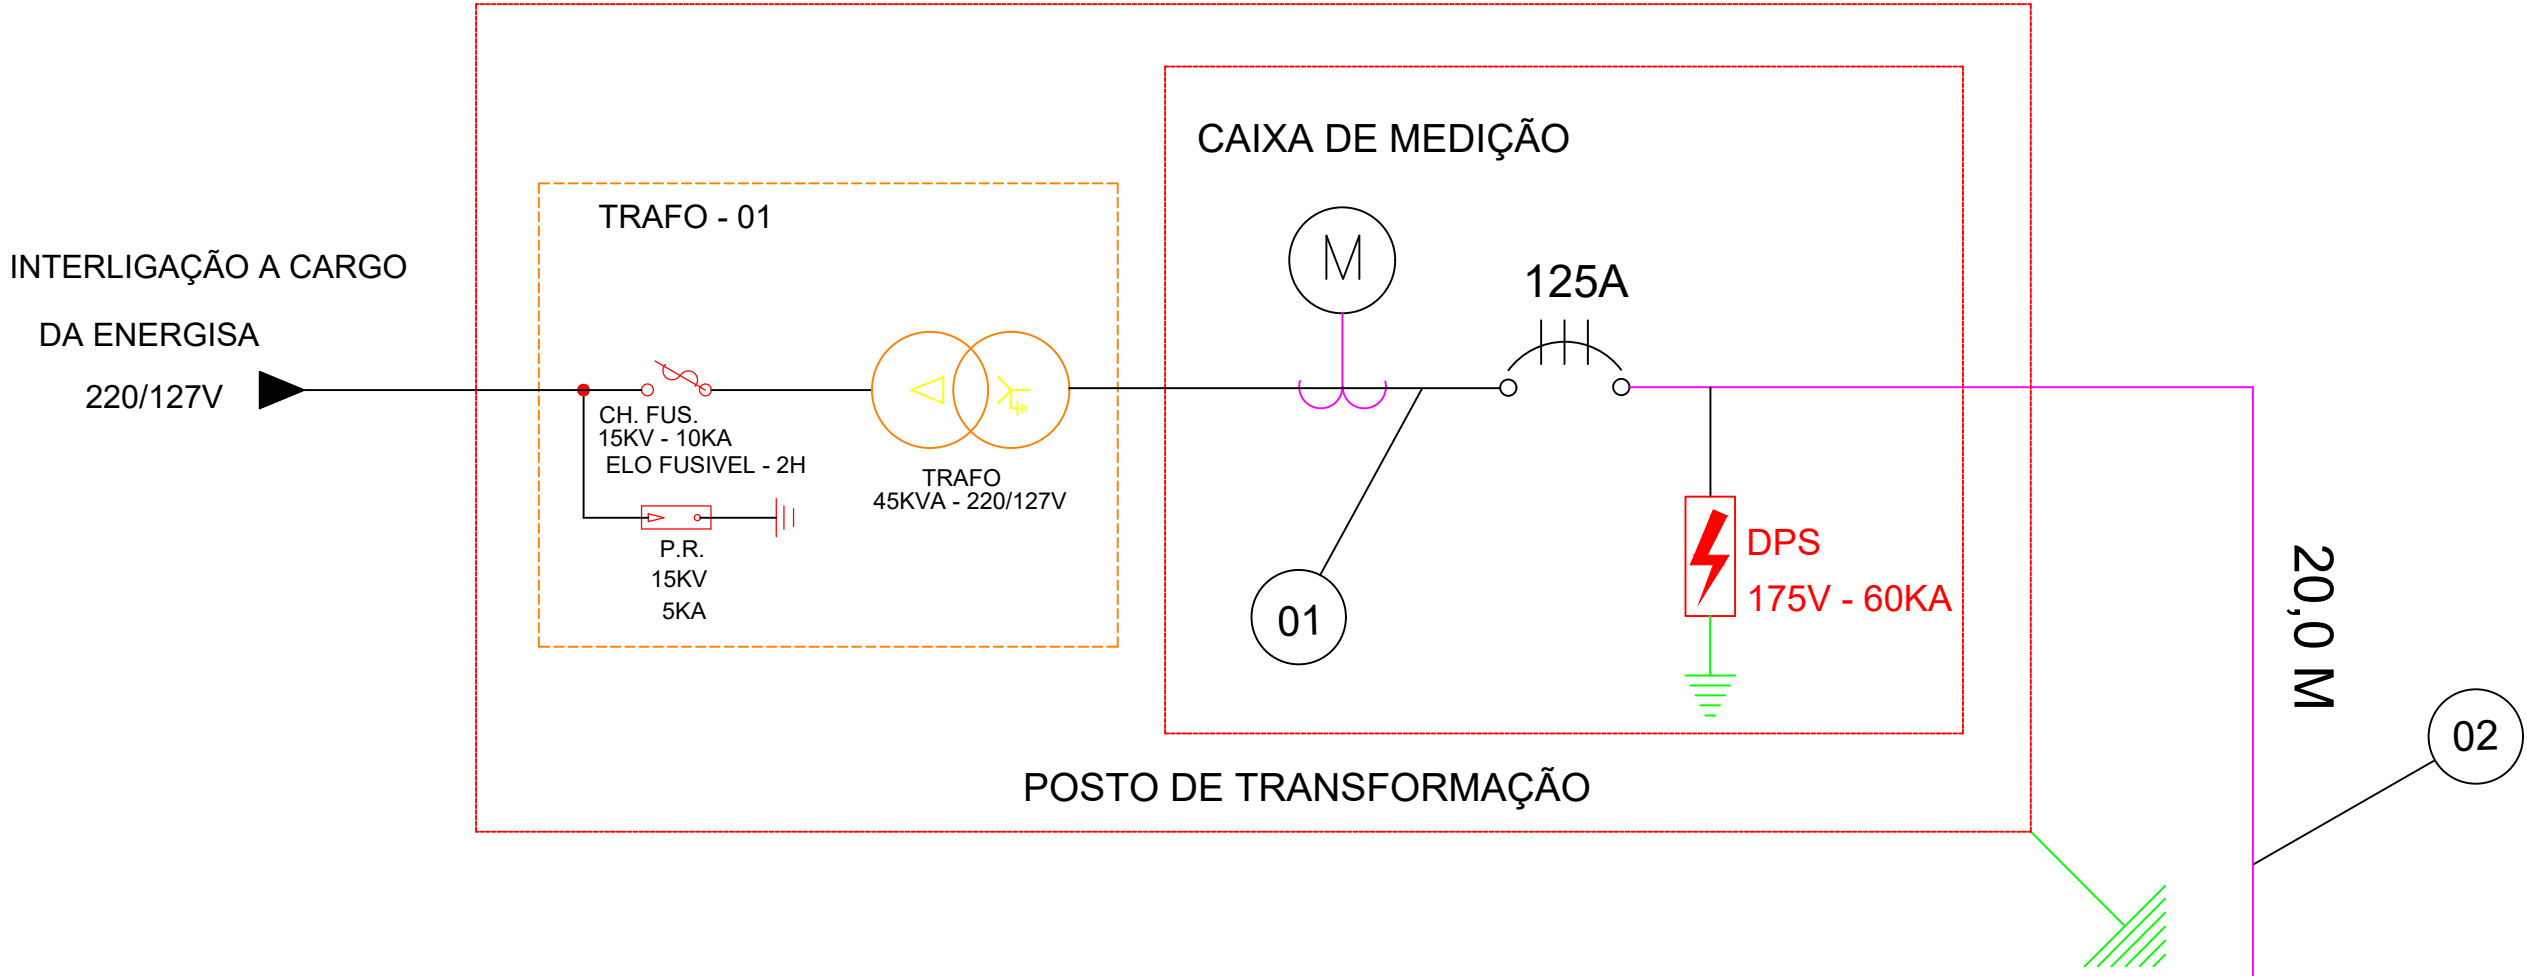 CAIXA DE MEDIÇÃO
TRAFO - 01
INTERLIGAÇÃO A CARGO
DA ENERGISA
220/127V
M
125A
CH. FUS.
15KV - 10KA
ELO FUSIVEL - 2H
TRAFO
45KVA - 220/127V
P.R.
15KV
5KA
01
DPS
175V - 60KA
20,0 M
02
POSTO DE TRANSFORMAÇÃO